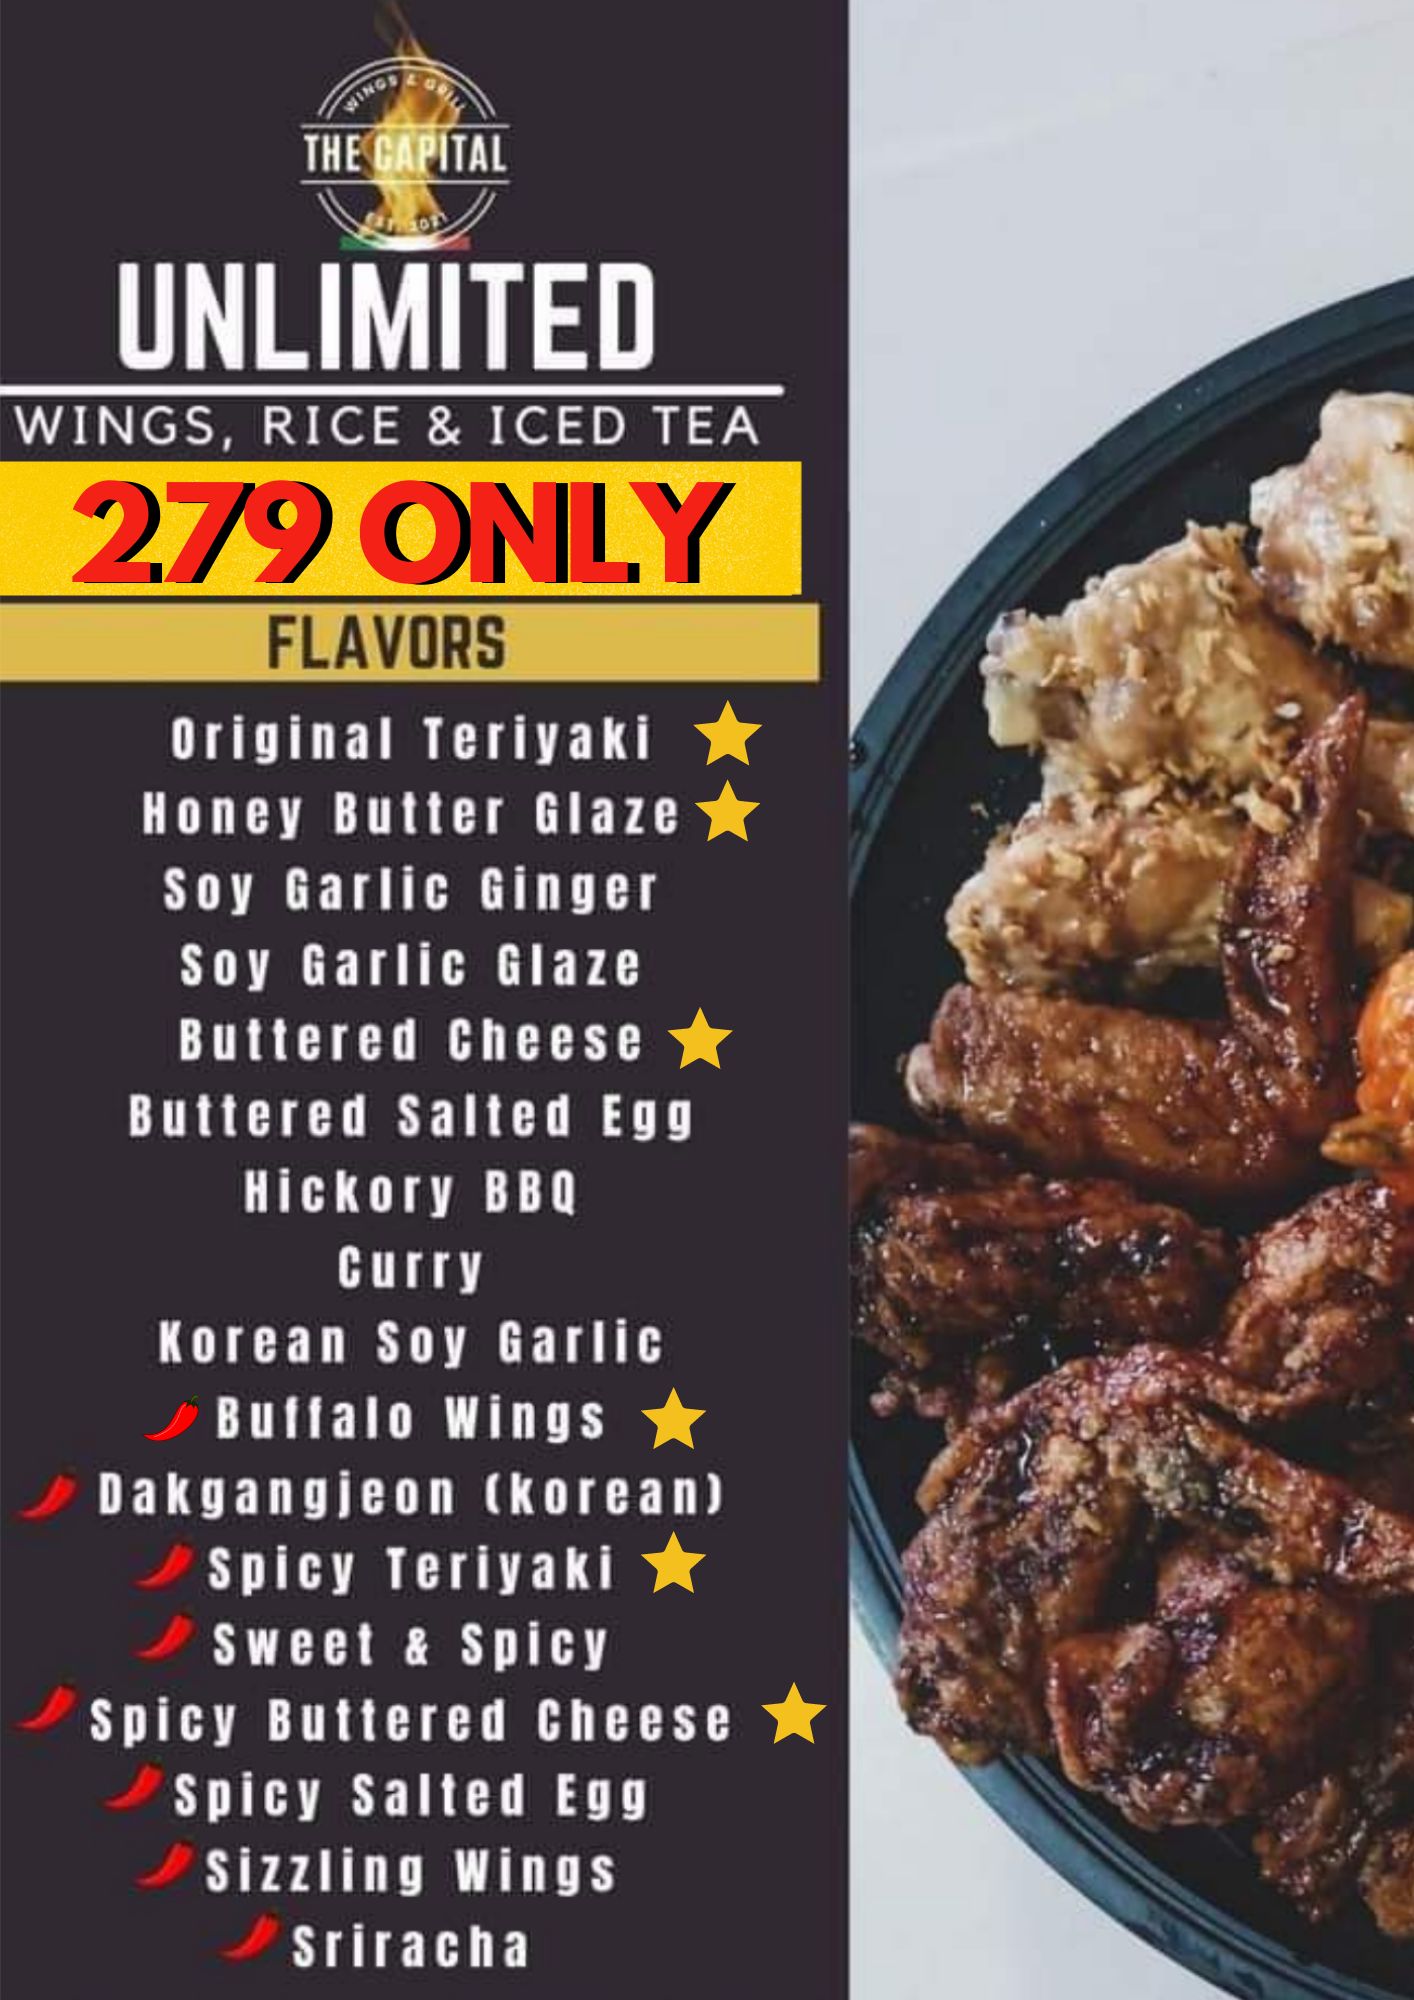 WINGS & GRILL
THE CAPITAL
EST. 2021
UNLIMITED
WINGS, RICE & ICED TEA
279 ONLY
FLAVORS
Original Teriyaki
Honey Butter Glaze
Soy Garlic Ginger
Soy Garlic Glaze
Buttered Cheese
Buttered Salted Egg
Hickory BBQ
Curry
Korean Soy Garlic
Buffalo Wings
Dakgangjeon (korean)
Spicy Teriyaki
Sweet & Spicy
Spicy Buttered Cheese
Spicy Salted Egg
Sizzling Wings
Sriracha